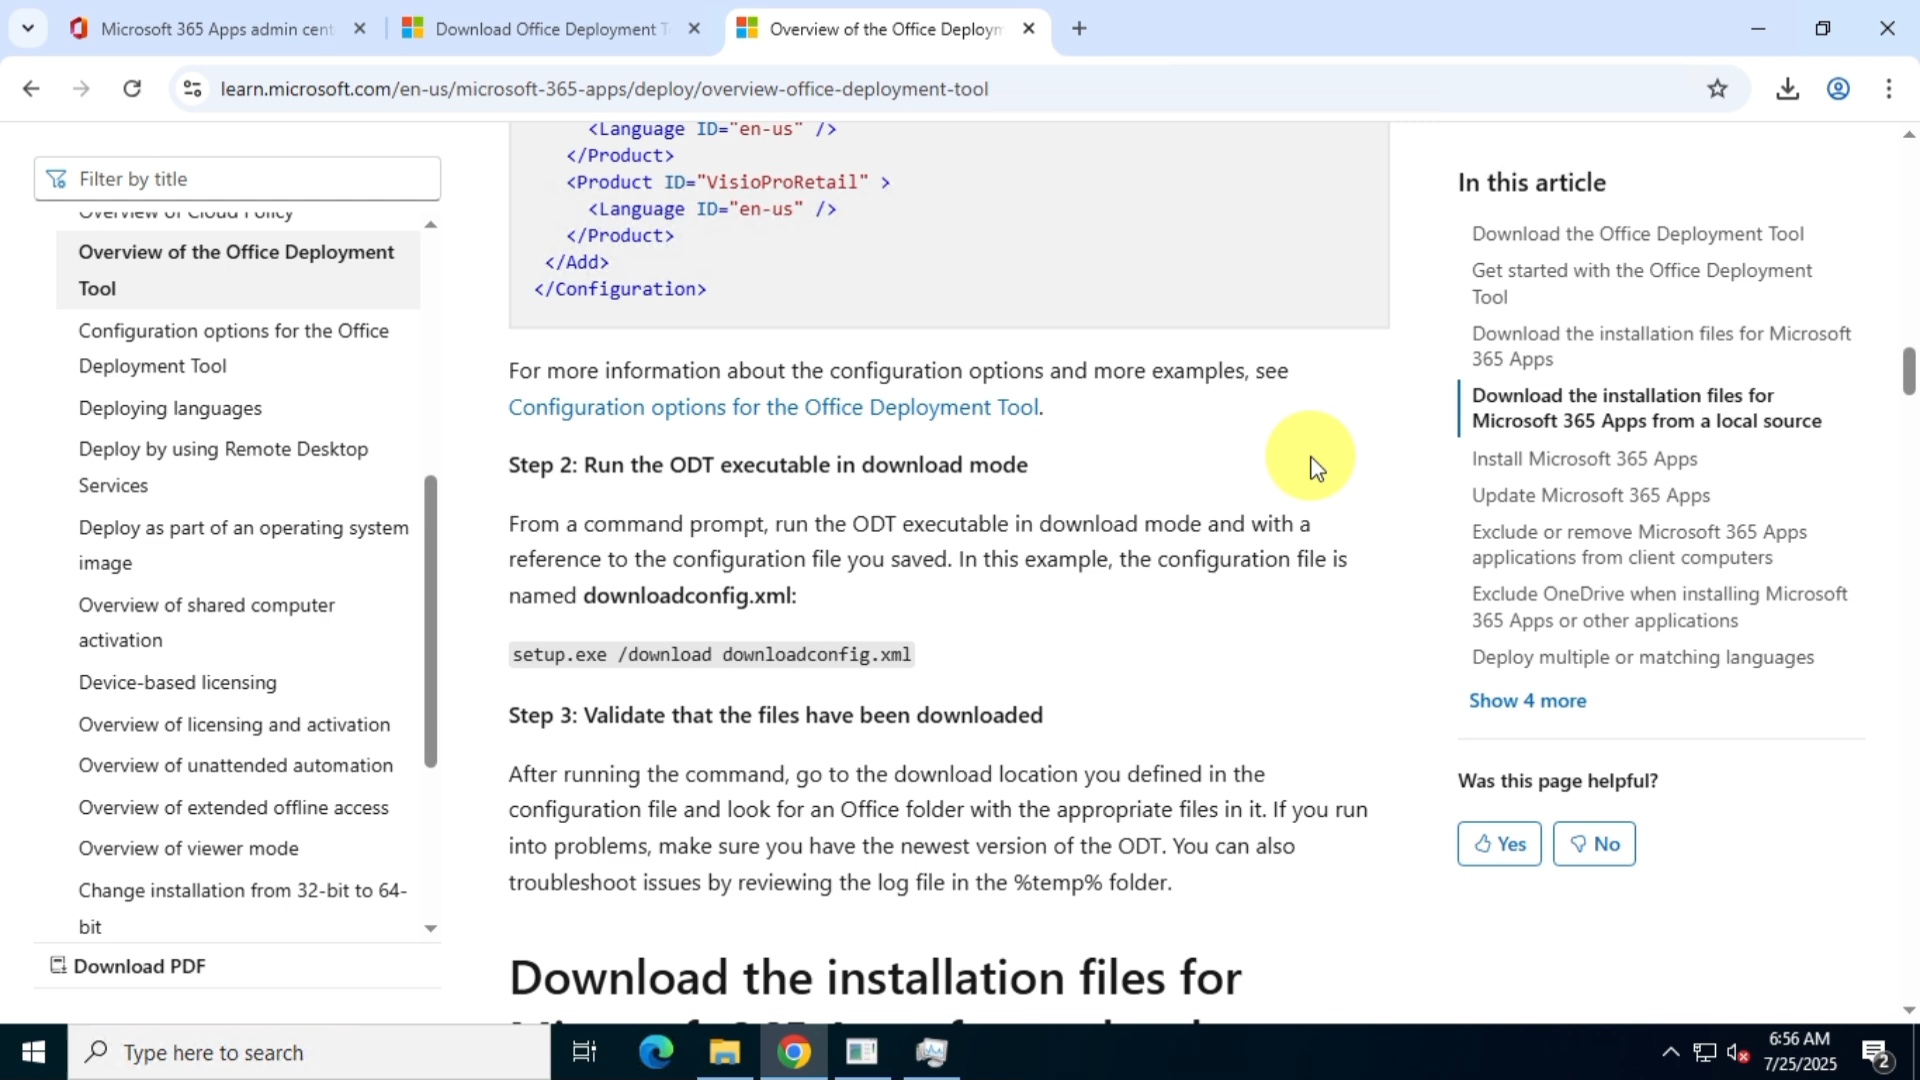 Microsoft 365 Apps admin cent
Download Office Deployment T
Overview of the Office Deploym
learn.microsoft.com/en-us/microsoft-365-apps/deploy/overview-office-deployment-tool
Filter by title
Overview of Cloud Policy
Overview of the Office Deployment
Tool
Configuration options for the Office
Deployment Tool
Deploying languages
Deploy by using Remote Desktop
Services
Deploy as part of an operating system
image
Overview of shared computer
activation
Device-based licensing
Overview of licensing and activation
Overview of unattended automation
Overview of extended offline access
Overview of viewer mode
Change installation from 32-bit to 64-
bit
Download PDF
<Language ID="en-us" />
</Product>
<Product ID="VisioProRetail" >
<Language ID="en-us" />
</Product>
</Add>
</Configuration>
For more information about the configuration options and more examples, see
Configuration options for the Office Deployment Tool.
Step 2: Run the ODT executable in download mode
From a command prompt, run the ODT executable in download mode and with a
reference to the configuration file you saved. In this example, the configuration file is
named downloadconfig.xml:
setup.exe /download downloadconfig.xml
Step 3: Validate that the files have been downloaded
After running the command, go to the download location you defined in the
configuration file and look for an Office folder with the appropriate files in it. If you run
into problems, make sure you have the newest version of the ODT. You can also
troubleshoot issues by reviewing the log file in the %temp% folder.
Download the installation files for
In this article
Download the Office Deployment Tool
Get started with the Office Deployment
Tool
Download the installation files for Microsoft
365 Apps
Download the installation files for
Microsoft 365 Apps from a local source
Install Microsoft 365 Apps
Update Microsoft 365 Apps
Exclude or remove Microsoft 365 Apps
applications from client computers
Exclude OneDrive when installing Microsoft
365 Apps or other applications
Deploy multiple or matching languages
Show 4 more
Was this page helpful?
Yes
No
Type here to search
6:56 AM
7/25/2025
2